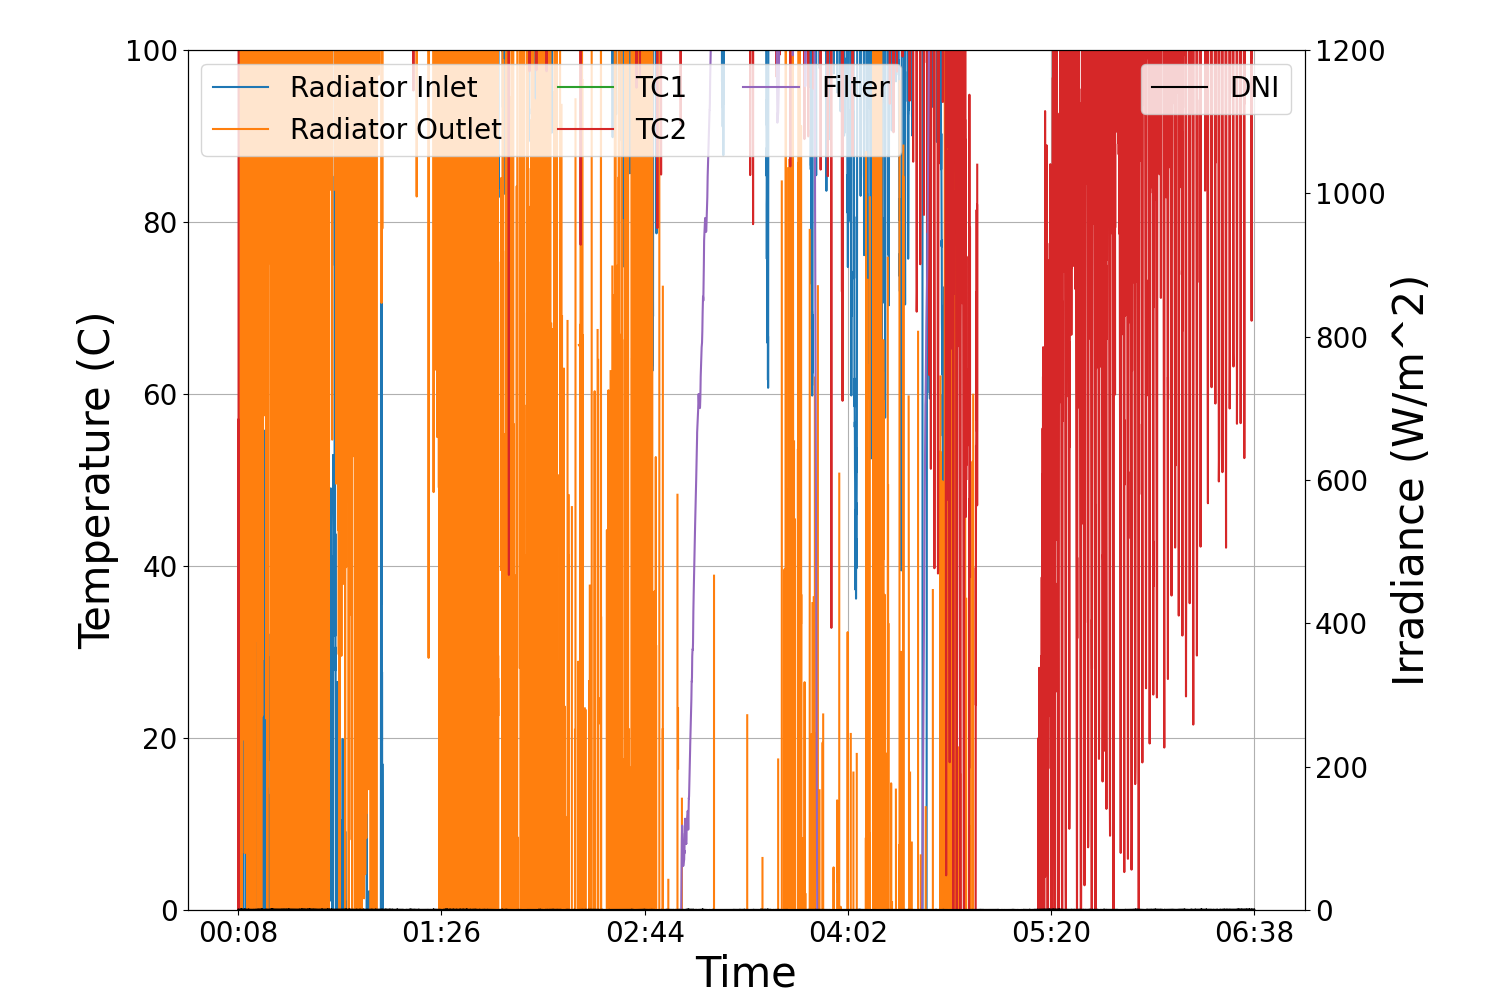 100
80
60
40
20
0
Temperature (C)
Radiator Inlet
Radiator Outlet
TC1
TC2
Filter
DNI
1200
1000
800
600
400
200
0
Irradiance (W/m^2)
00:08
01:26
02:44
04:02
05:20
06:38
Time